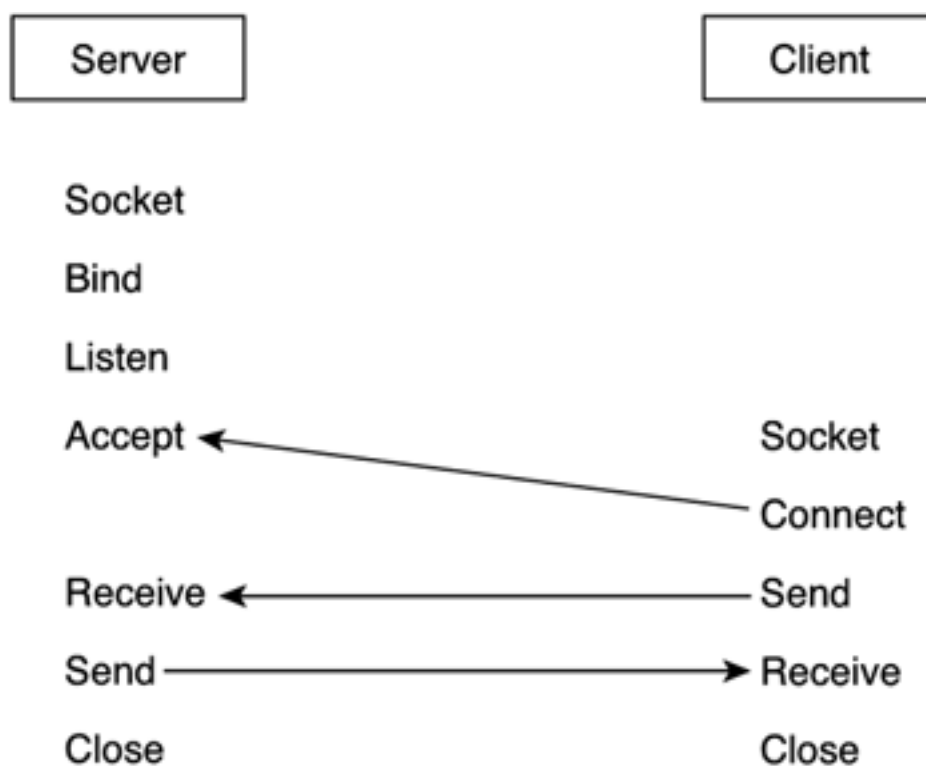 Server Client
Socket
Bind
Listen
Accept Socket
Connect
Receive Send
Send Receive
Close Close